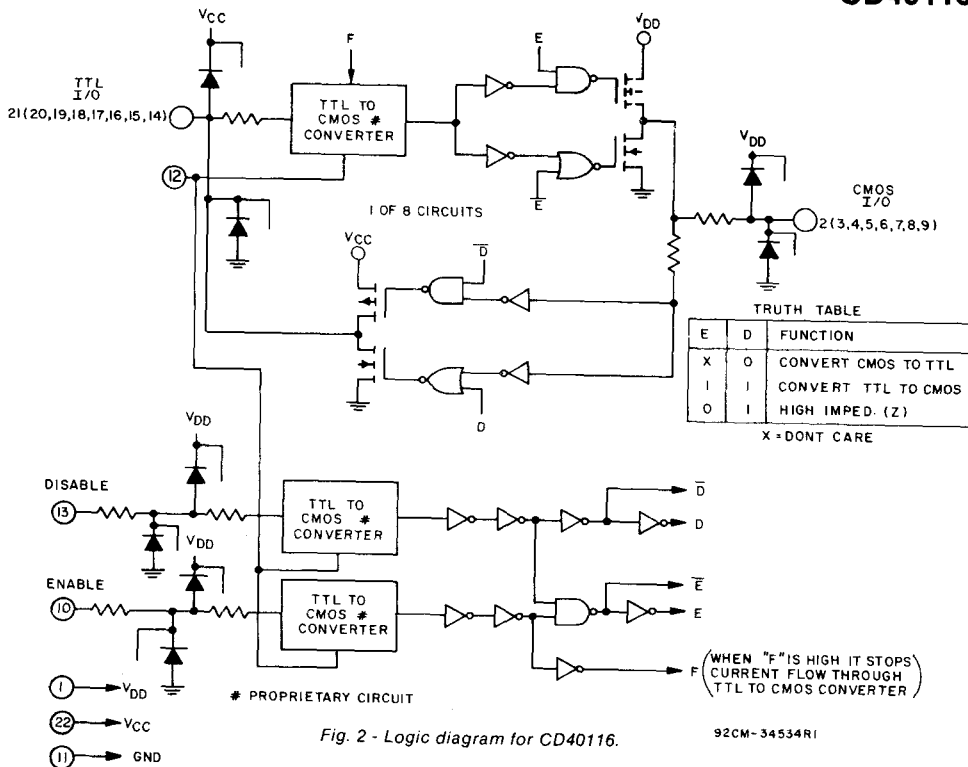 CD40116
VCC
TTL
I/O
21(20,19,18,17,16,15,14)
F
TTL TO
CMOS #
CONVERTER
E
VDD
12
1 OF 8 CIRCUITS
E̅
VDD
CMOS
I/O
2(3,4,5,6,7,8,9)
VCC
D̅
D
TRUTH TABLE
E D FUNCTION
X 0 CONVERT CMOS TO TTL
1 1 CONVERT TTL TO CMOS
0 1 HIGH IMPED. (Z)
X = DONT CARE
VDD
DISABLE
13
TTL TO
CMOS #
CONVERTER
D̅
D
VDD
ENABLE
10
TTL TO
CMOS #
CONVERTER
E̅
E
F (WHEN "F" IS HIGH IT STOPS
CURRENT FLOW THROUGH
TTL TO CMOS CONVERTER)
1 VDD
22 VCC
11 GND
# PROPRIETARY CIRCUIT
Fig. 2 - Logic diagram for CD40116.
92CM-34534R1